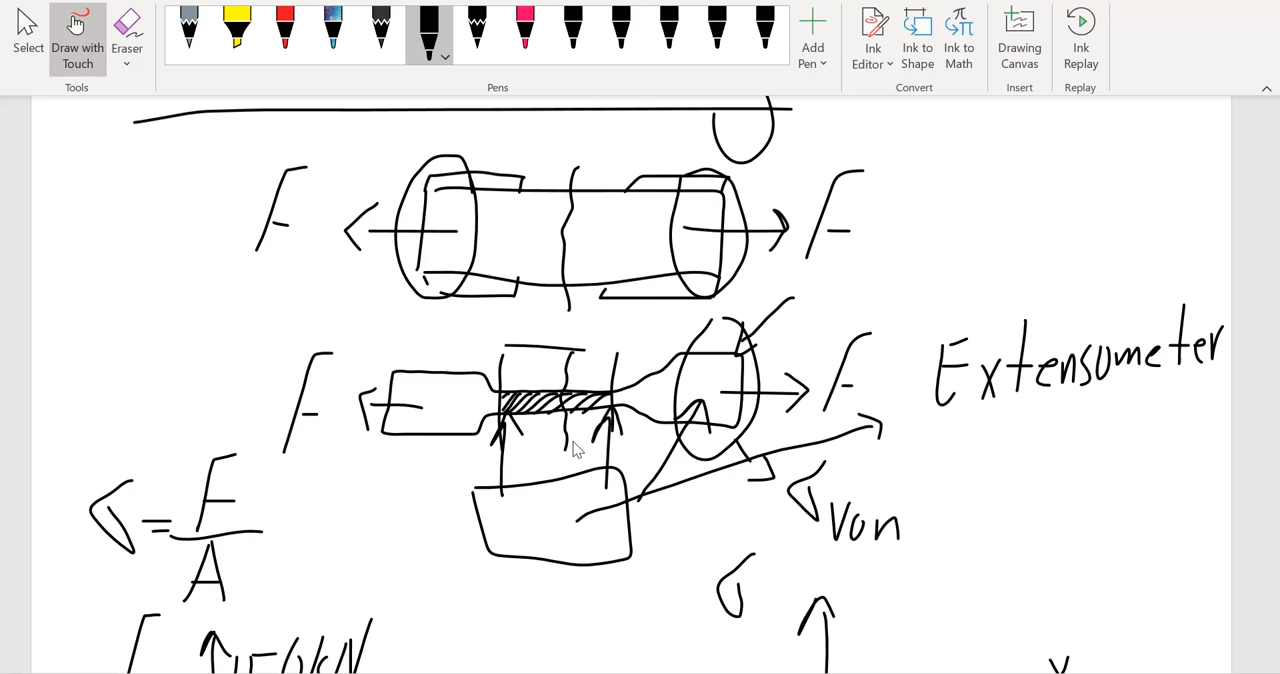 Select
Draw with Touch
Eraser
Tools
Pens
Add Pen
Ink Editor
Ink to Shape
Ink to Math
Convert
Drawing Canvas
Insert
Ink Replay
Replay
F F
F F Extensometer
σ = F/A
σ Von
σ